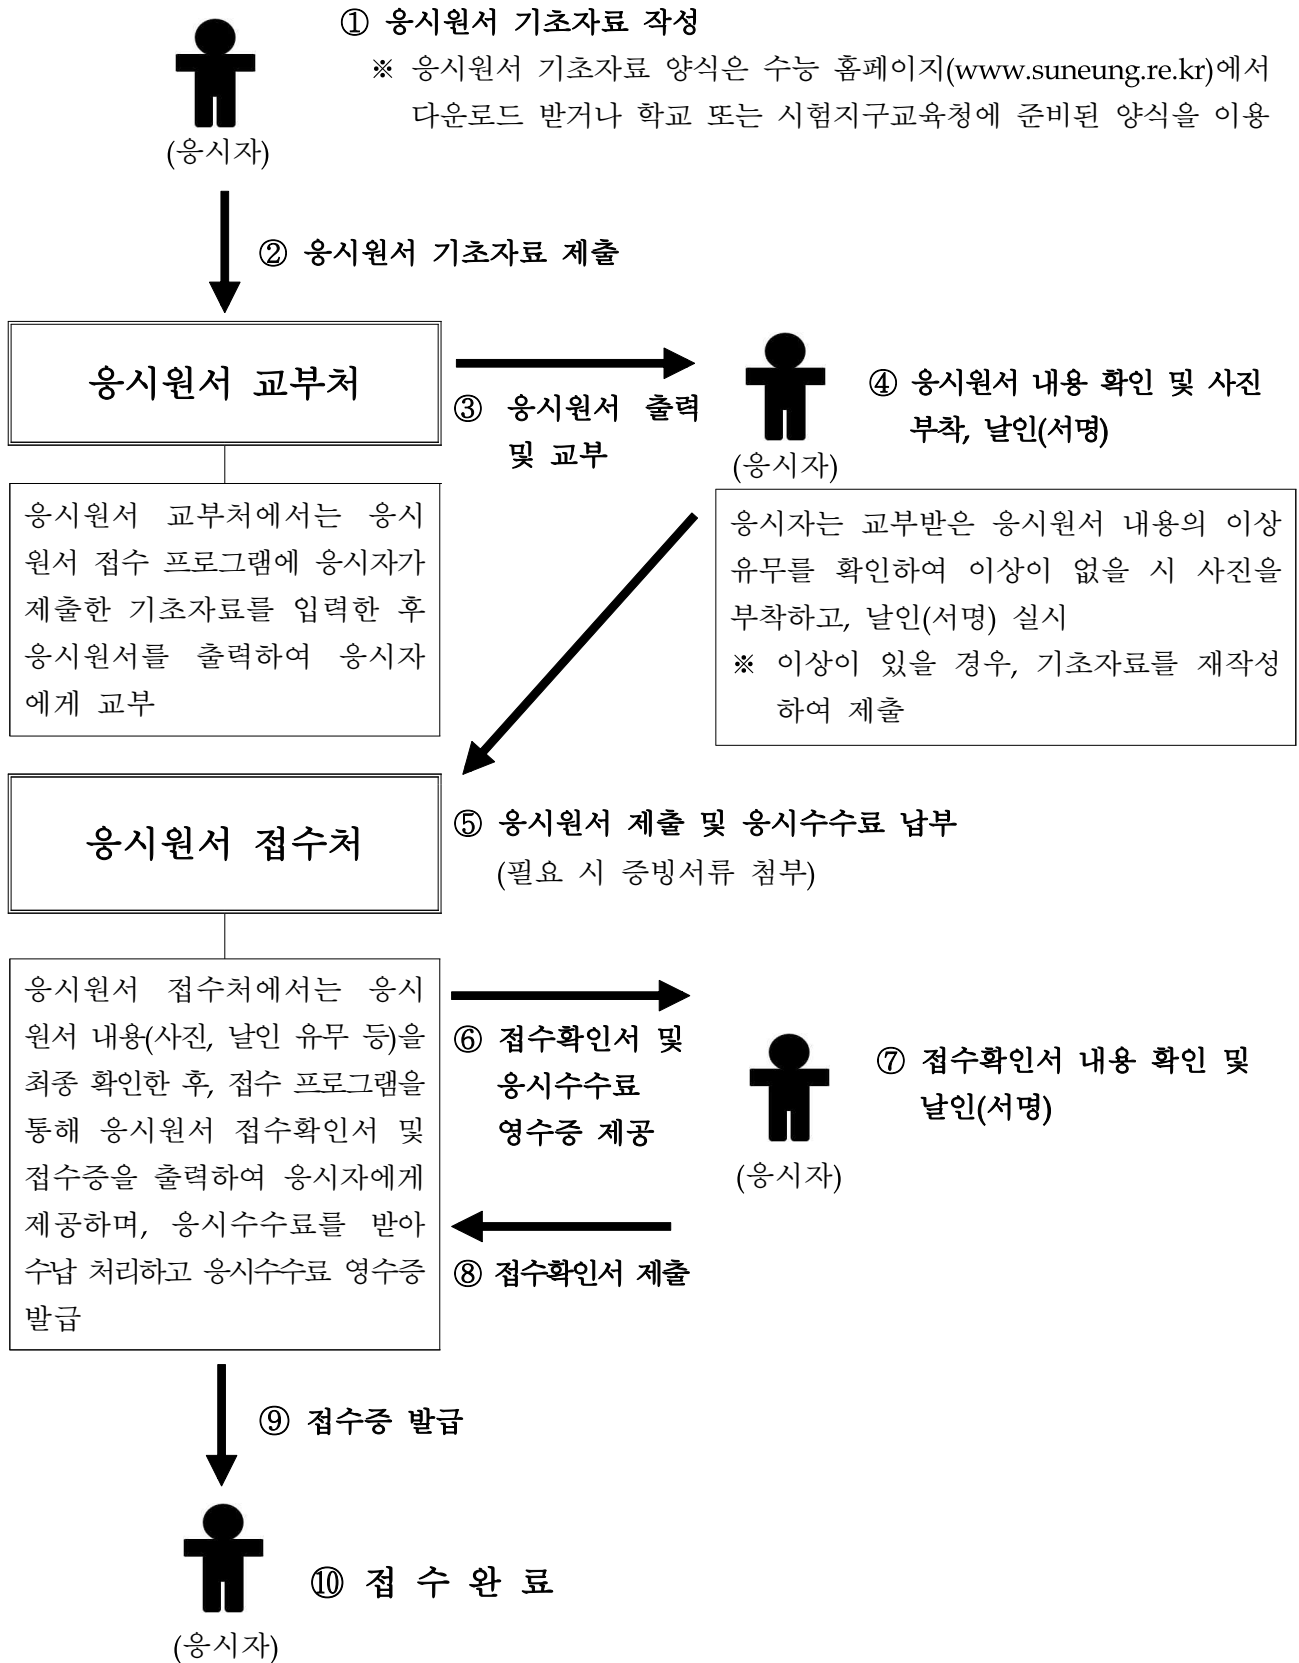 ① 응시원서 기초자료 작성
※ 응시원서 기초자료 양식은 수능 홈페이지(www.suneung.re.kr)에서
다운로드 받거나 학교 또는 시험지구교육청에 준비된 양식을 이용
(응시자)
② 응시원서 기초자료 제출
응시원서 교부처
③ 응시원서 출력
및 교부
(응시자)
④ 응시원서 내용 확인 및 사진
부착, 날인(서명)
응시원서 교부처에서는 응시
원서 접수 프로그램에 응시자가
제출한 기초자료를 입력한 후
응시원서를 출력하여 응시자
에게 교부
응시자는 교부받은 응시원서 내용의 이상
유무를 확인하여 이상이 없을 시 사진을
부착하고, 날인(서명) 실시
※ 이상이 있을 경우, 기초자료를 재작성
하여 제출
응시원서 접수처
⑤ 응시원서 제출 및 응시수수료 납부
(필요 시 증빙서류 첨부)
응시원서 접수처에서는 응시
원서 내용(사진, 날인 유무 등)을
최종 확인한 후, 접수 프로그램을
통해 응시원서 접수확인서 및
접수증을 출력하여 응시자에게
제공하며, 응시수수료를 받아
수납 처리하고 응시수수료 영수증
발급
⑥ 접수확인서 및
응시수수료
영수증 제공
(응시자)
⑦ 접수확인서 내용 확인 및
날인(서명)
⑧ 접수확인서 제출
⑨ 접수증 발급
⑩ 접 수 완 료
(응시자)